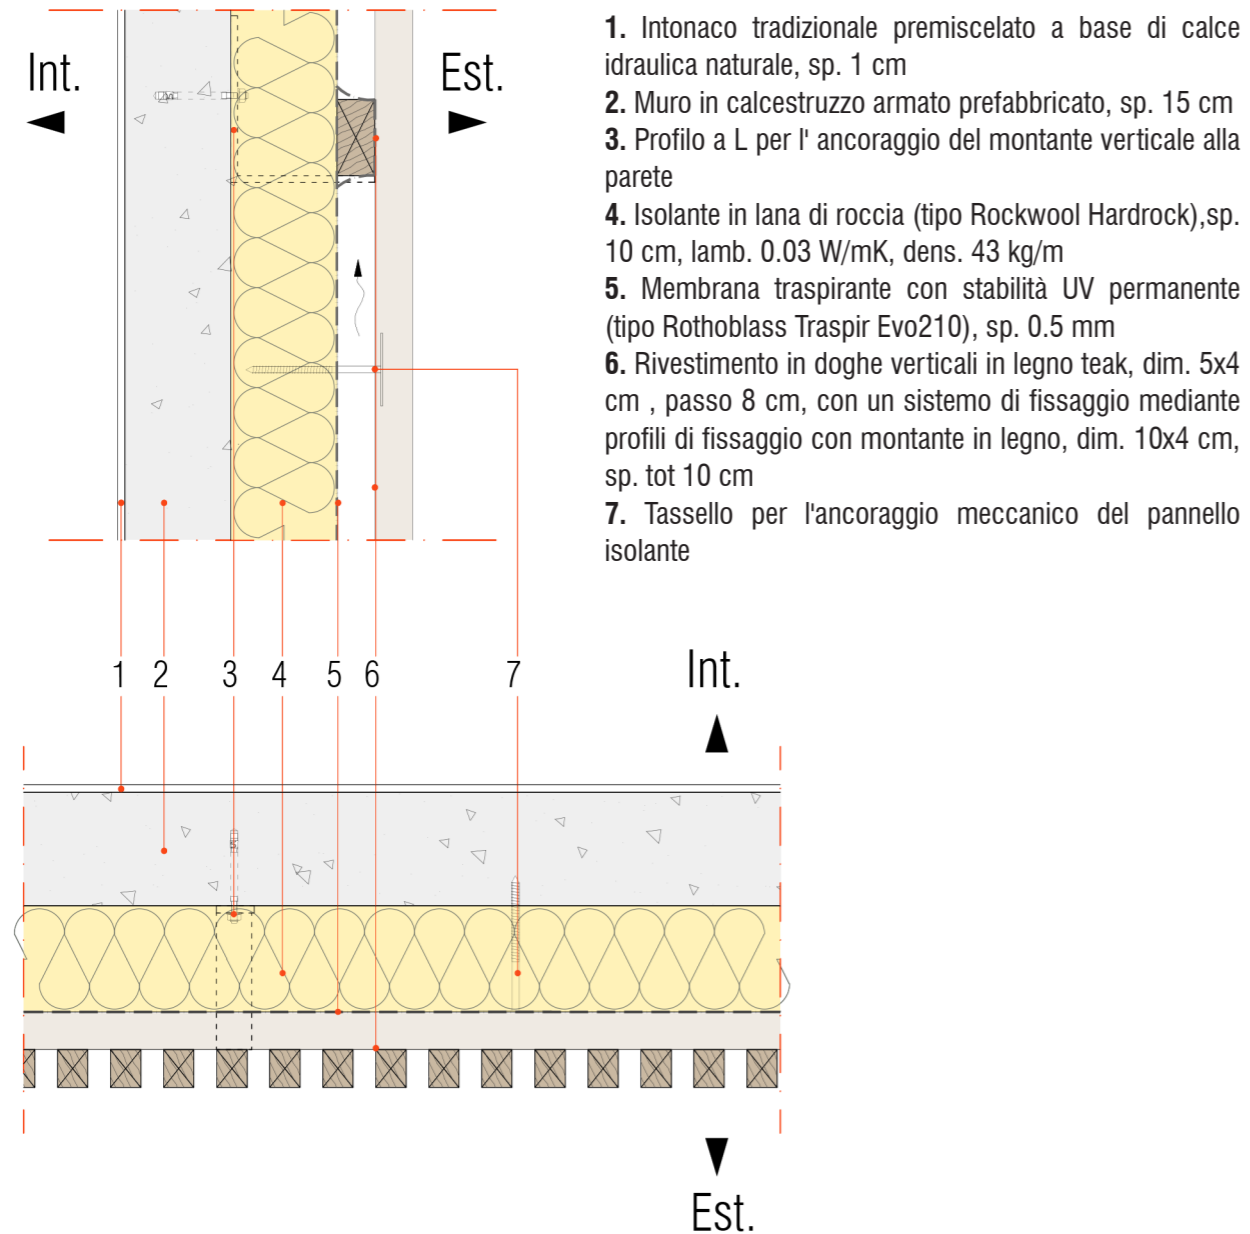 Int.
Est.
1. Intonaco tradizionale premiscelato a base di calce
idraulica naturale, sp. 1 cm
2. Muro in calcestruzzo armato prefabbricato, sp. 15 cm
3. Profilo a L per l' ancoraggio del montante verticale alla
parete
4. Isolante in lana di roccia (tipo Rockwool Hardrock),sp.
10 cm, lamb. 0.03 W/mK, dens. 43 kg/m
5. Membrana traspirante con stabilità UV permanente
(tipo Rothoblass Traspir Evo210), sp. 0.5 mm
6. Rivestimento in doghe verticali in legno teak, dim. 5x4
cm , passo 8 cm, con un sistema di fissaggio mediante
profili di fissaggio con montante in legno, dim. 10x4 cm,
sp. tot 10 cm
7. Tassello per l'ancoraggio meccanico del pannello
isolante
1 2 3 4 5 6 7
Int.
Est.